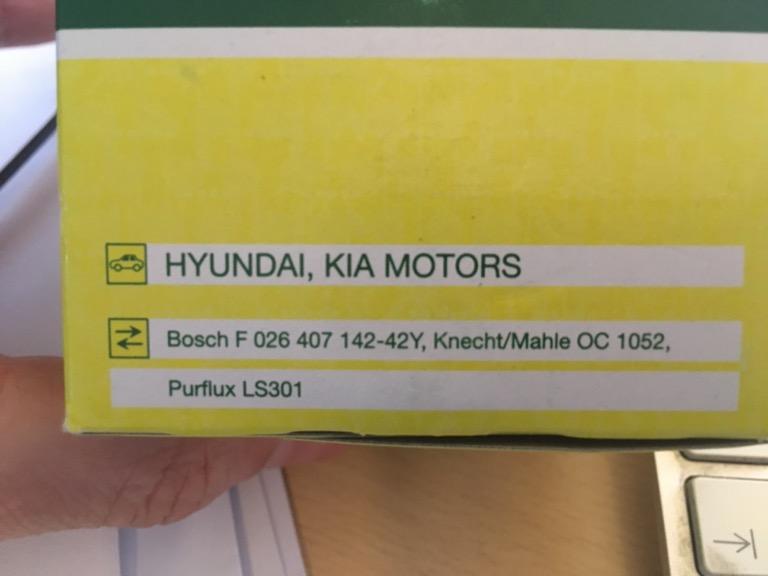 HYUNDAI, KIA MOTORS
Bosch F 026 407 142-42Y, Knecht/Mahle OC 1052,
Purflux LS301